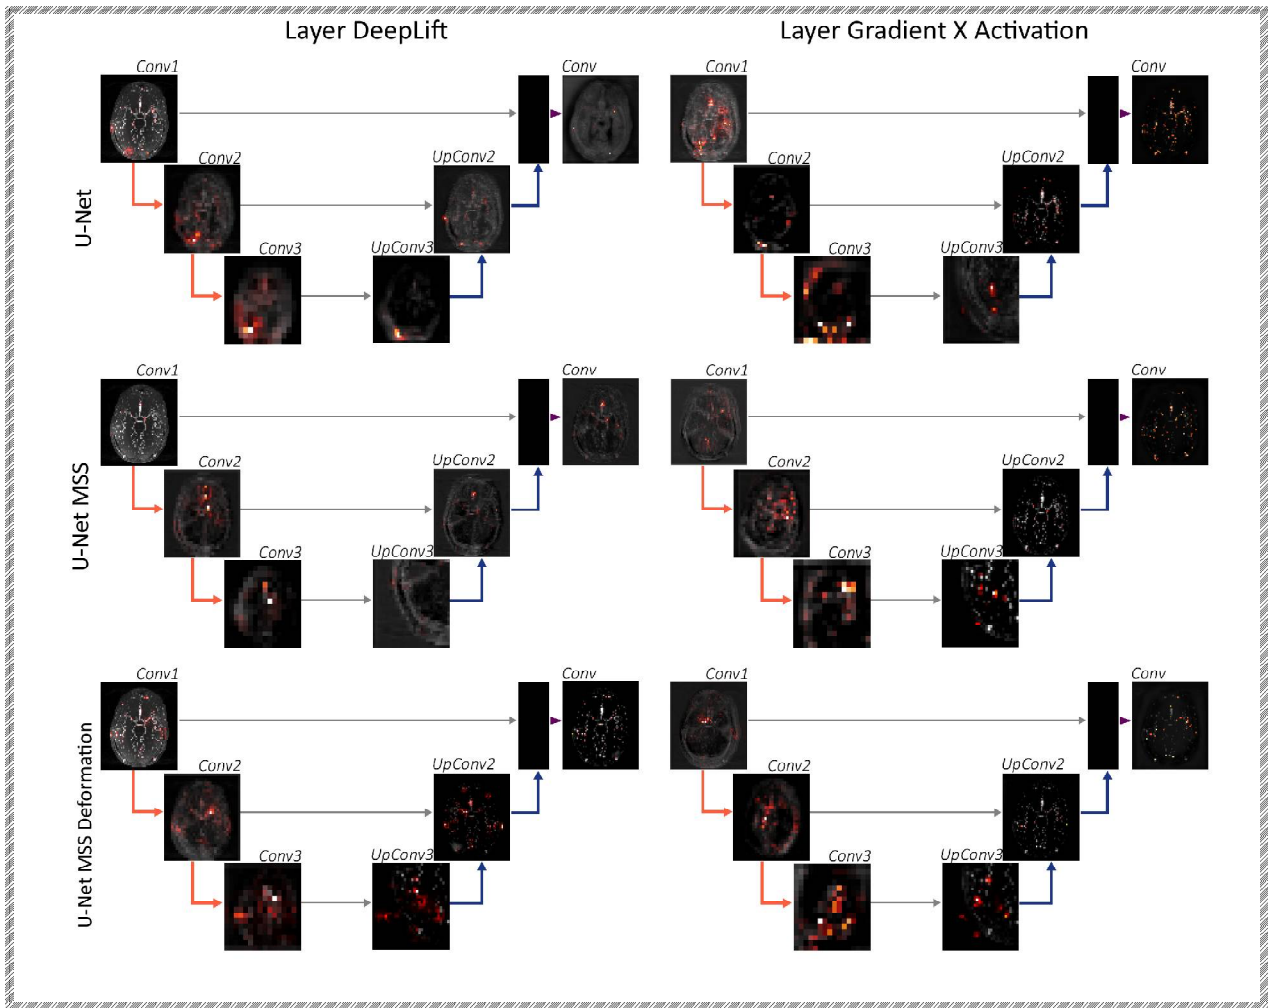 Layer DeepLift
Layer Gradient X Activation
U-Net
Conv1
Conv
Conv2
UpConv2
Conv3
UpConv3
Conv1
Conv
Conv2
UpConv2
Conv3
UpConv3
U-Net MSS
Conv1
Conv
Conv2
UpConv2
Conv3
UpConv3
Conv1
Conv
Conv2
UpConv2
Conv3
UpConv3
U-Net MSS Deformation
Conv1
Conv
Conv2
UpConv2
Conv3
UpConv3
Conv1
Conv
Conv2
UpConv2
Conv3
UpConv3